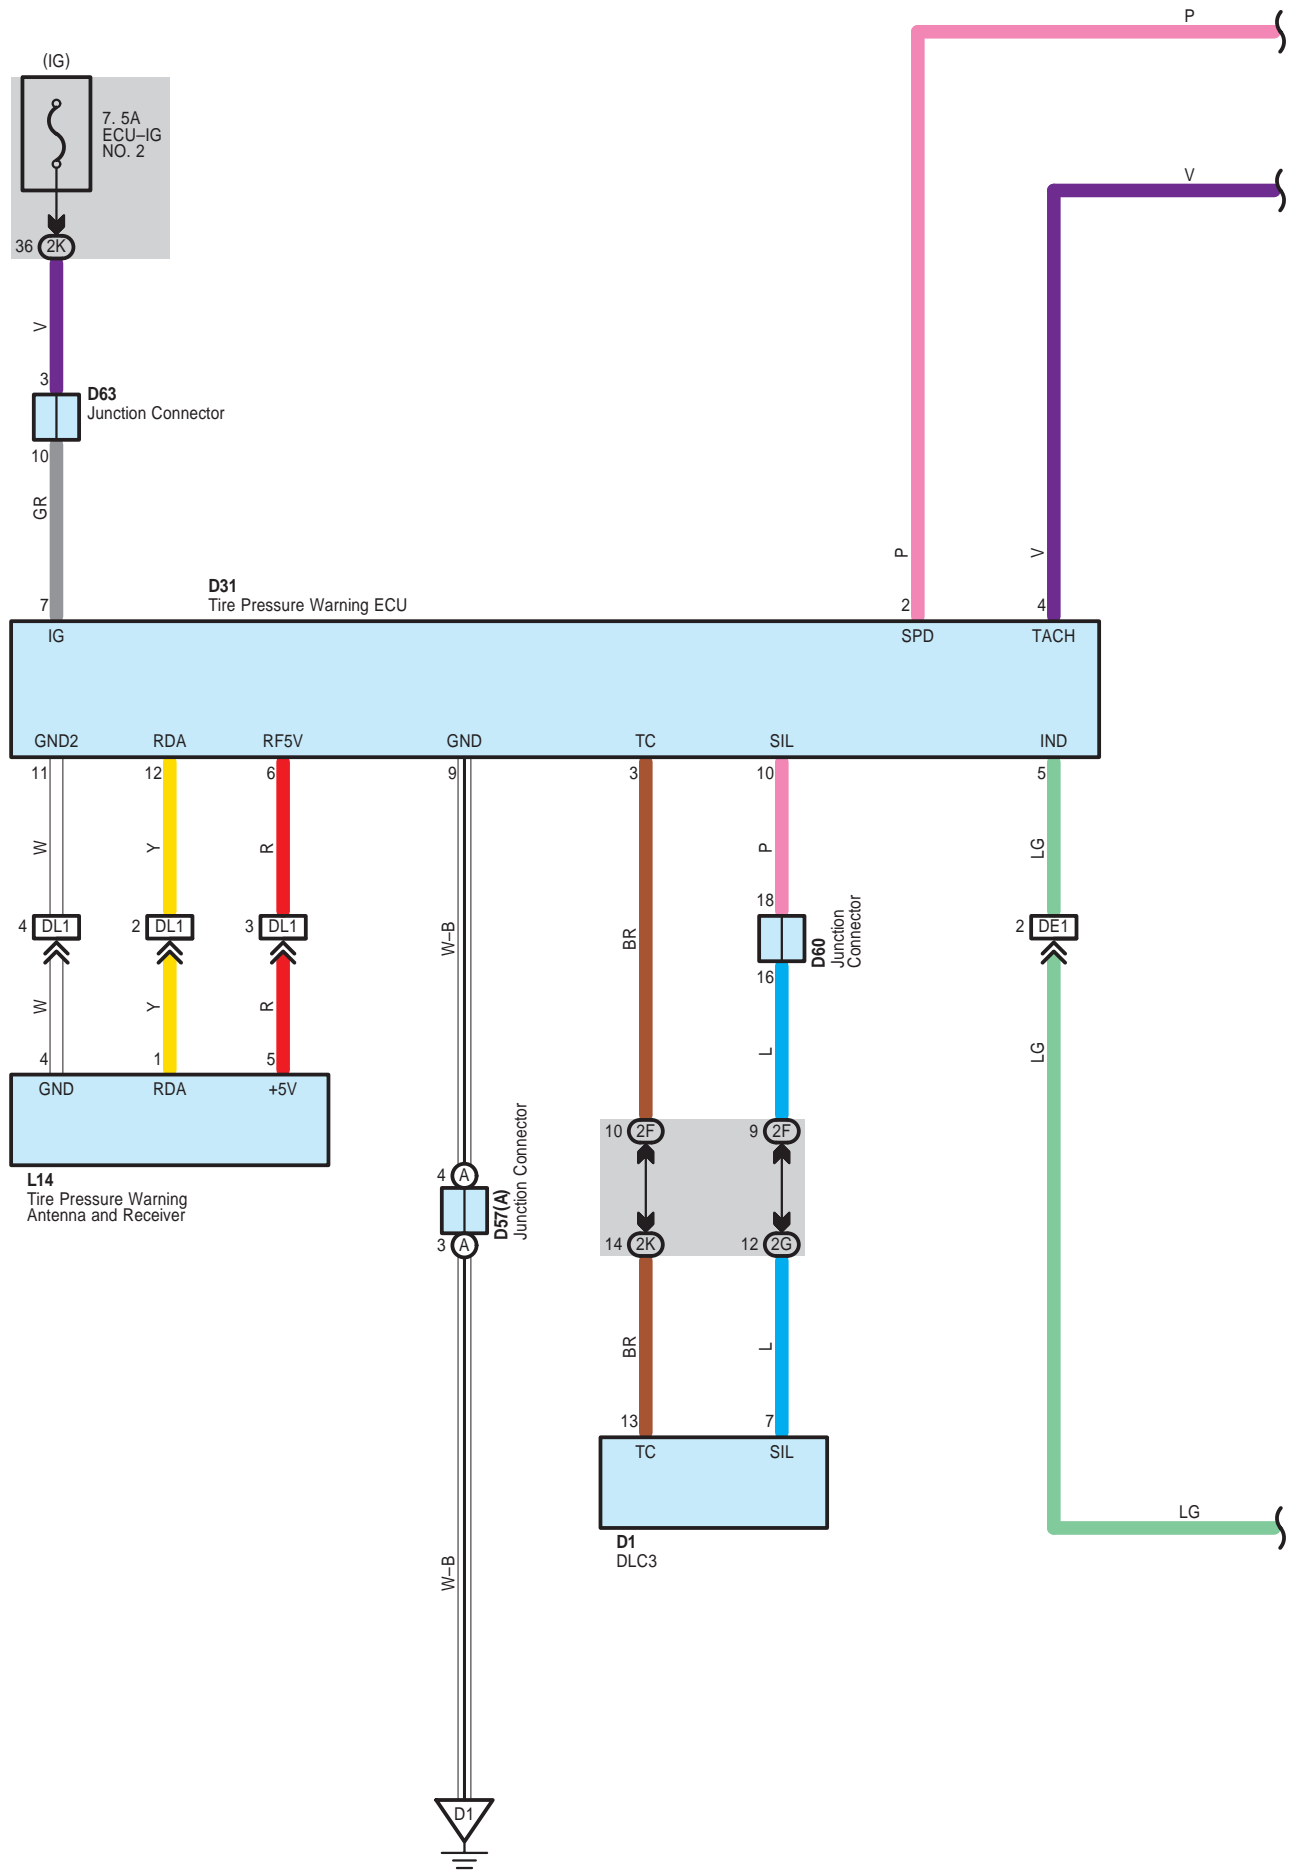 P
(IG)
7. 5A
ECU–IG
NO. 2
V
36 2K
V
3
D63
Junction Connector
10
GR
P
V
D31
Tire Pressure Warning ECU
7
2
4
IG
SPD
TACH
GND2
RDA
RF5V
GND
TC
SIL
IND
11
12
6
9
3
10
5
W
Y
R
P
LG
18
4 DL1
2 DL1
3 DL1
W–B
BR
D60
Junction
Connector
2 DE1
16
W
Y
R
L
LG
4
1
5
GND
RDA
+5V
10 2F
9 2F
L14
Tire Pressure Warning
Antenna and Receiver
4 A
D57(A)
Junction Connector
3 A
14 2K
12 2G
BR
L
13
7
TC
SIL
D1
DLC3
LG
W–B
D1